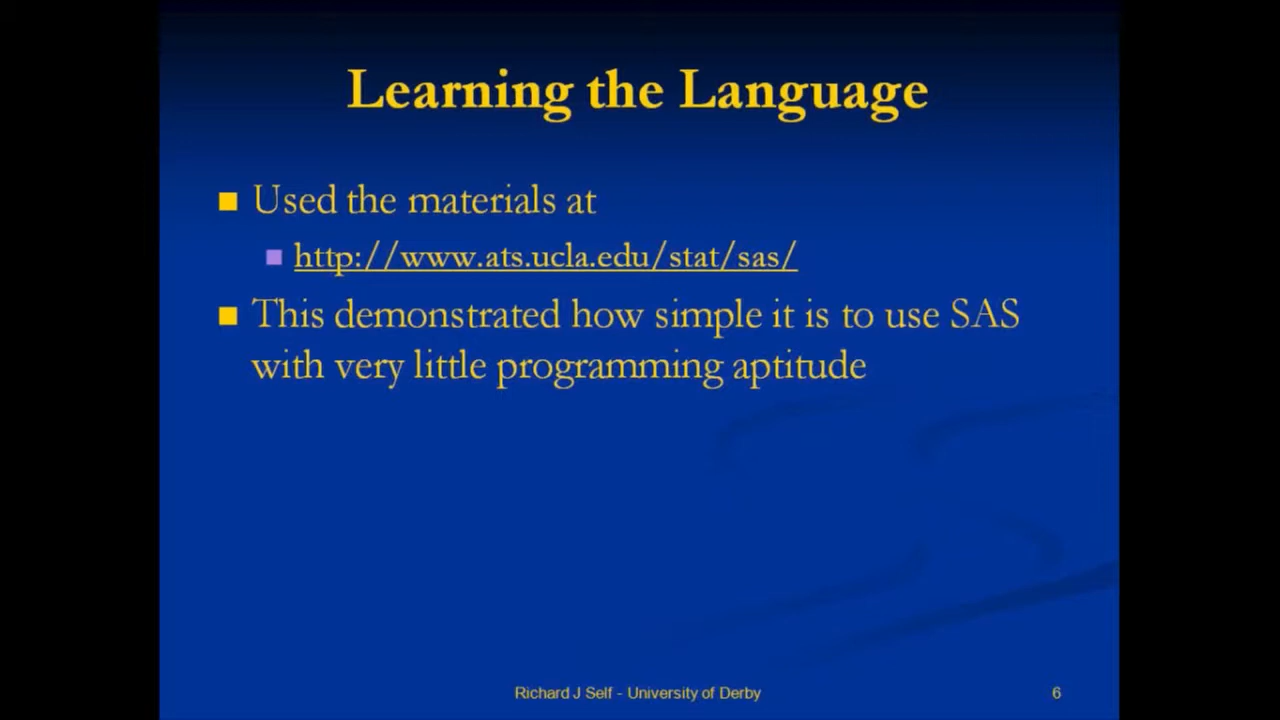 Learning the Language
Used the materials at
http://www.ats.ucla.edu/stat/sas/
This demonstrated how simple it is to use SAS
with very little programming aptitude
Richard J Self - University of Derby
6